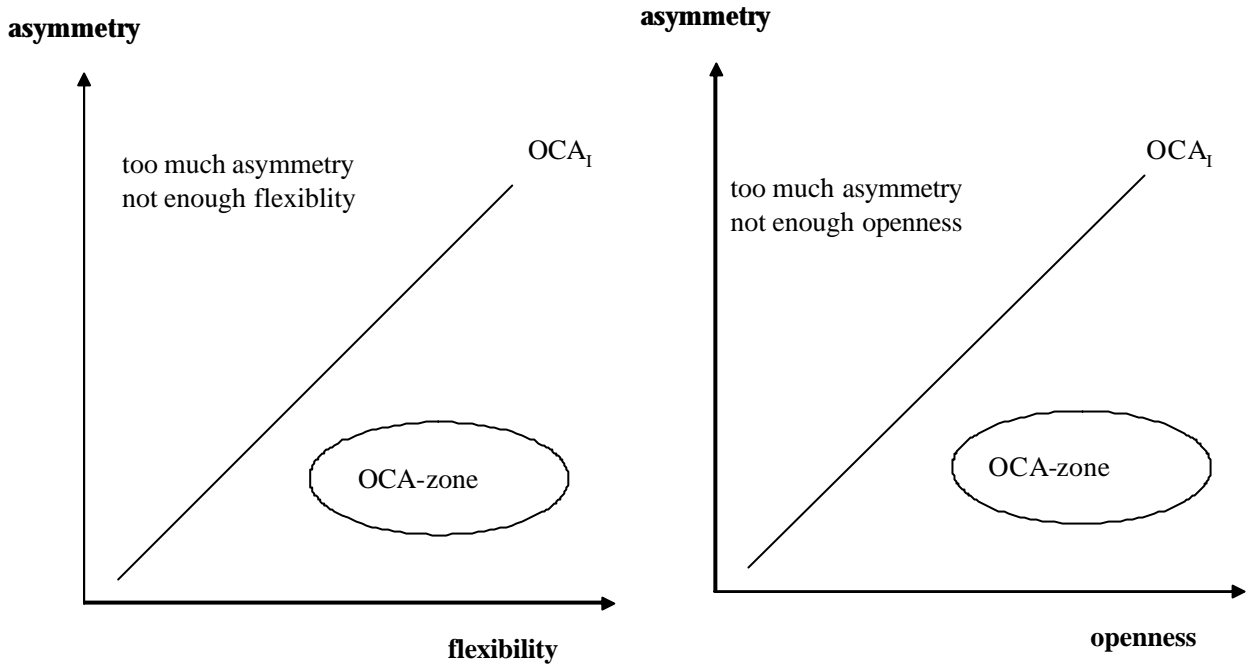 asymmetry
OCA_I
too much asymmetry
not enough flexiblity
OCA-zone
flexibility
asymmetry
OCA_I
too much asymmetry
not enough openness
OCA-zone
openness